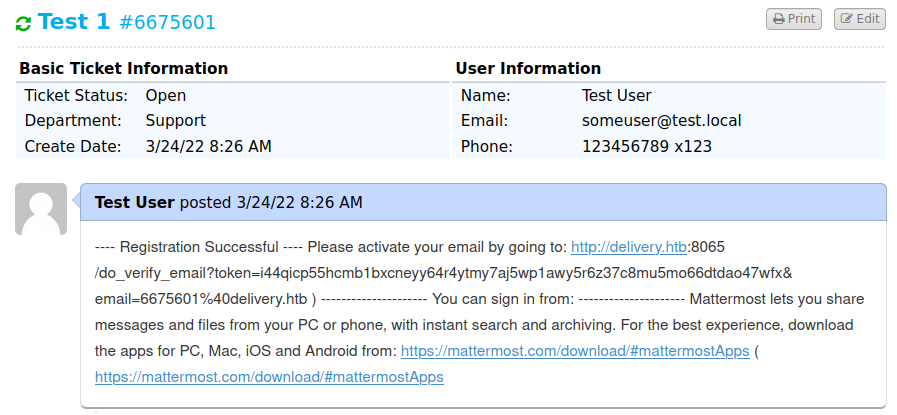 Test 1 #6675601
Print
Edit
Basic Ticket Information
User Information
Ticket Status: Open
Name: Test User
Department: Support
Email: someuser@test.local
Create Date: 3/24/22 8:26 AM
Phone: 123456789 x123
Test User posted 3/24/22 8:26 AM
---- Registration Successful ---- Please activate your email by going to: http://delivery.htb:8065
/do_verify_email?token=i44qicp55hcmb1bxcneyy64r4ytmy7aj5wp1awy5r6z37c8mu5mo66dtdao47wfx&
email=6675601%40delivery.htb ) --------------------- You can sign in from: --------------------- Mattermost lets you share
messages and files from your PC or phone, with instant search and archiving. For the best experience, download
the apps for PC, Mac, iOS and Android from: https://mattermost.com/download/#mattermostApps (
https://mattermost.com/download/#mattermostApps